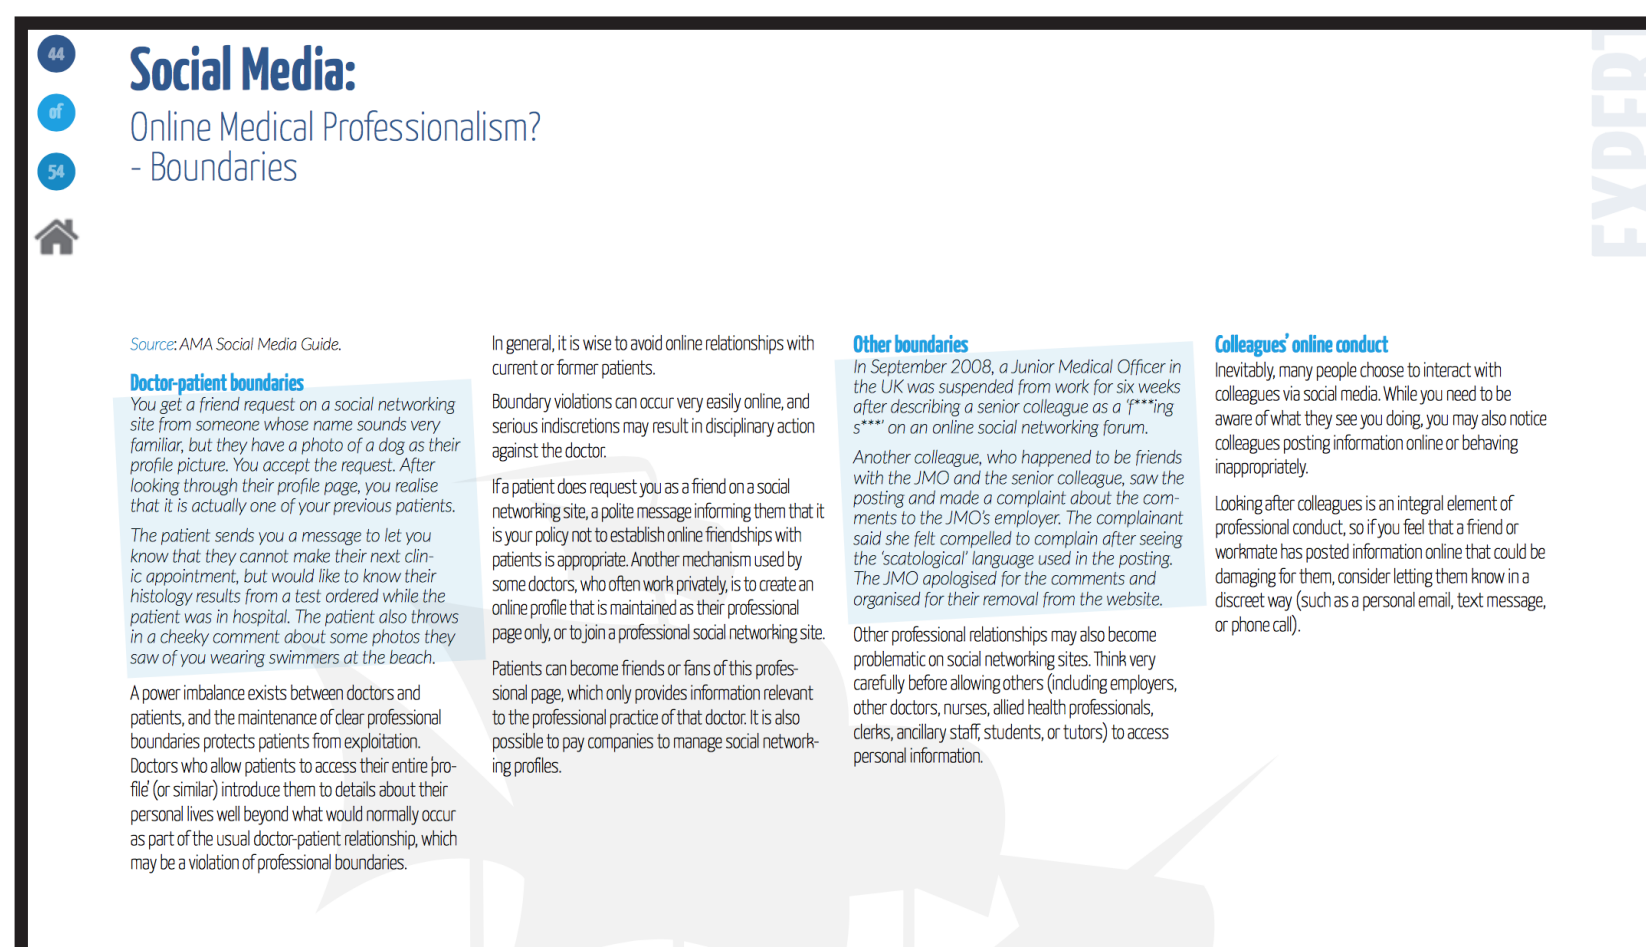 44
of
54
Social Media:
Online Medical Professionalism?
- Boundaries
EXPERT
Source: AMA Social Media Guide.
Doctor-patient boundaries
You get a friend request on a social networking
site from someone whose name sounds very
familiar, but they have a photo of a dog as their
profile picture. You accept the request. After
looking through their profile page, you realise
that it is actually one of your previous patients.
The patient sends you a message to let you
know that they cannot make their next clin-
ic appointment, but would like to know their
histology results from a test ordered while the
patient was in hospital. The patient also throws
in a cheeky comment about some photos they
saw of you wearing swimmers at the beach.
A power imbalance exists between doctors and
patients, and the maintenance of clear professional
boundaries protects patients from exploitation.
Doctors who allow patients to access their entire 'pro-
file' (or similar) introduce them to details about their
personal lives well beyond what would normally occur
as part of the usual doctor-patient relationship, which
may be a violation of professional boundaries.
In general, it is wise to avoid online relationships with
current or former patients.
Boundary violations can occur very easily online, and
serious indiscretions may result in disciplinary action
against the doctor.
If a patient does request you as a friend on a social
networking site, a polite message informing them that it
is your policy not to establish online friendships with
patients is appropriate. Another mechanism used by
some doctors, who often work privately, is to create an
online profile that is maintained as their professional
page only, or to join a professional social networking site.
Patients can become friends or fans of this profes-
sional page, which only provides information relevant
to the professional practice of that doctor. It is also
possible to pay companies to manage social network-
ing profiles.
Other boundaries
In September 2008, a Junior Medical Officer in
the UK was suspended from work for six weeks
after describing a senior colleague as a 'f***ing
s***' on an online social networking forum.
Another colleague, who happened to be friends
with the JMO and the senior colleague, saw the
posting and made a complaint about the com-
ments to the JMO's employer. The complainant
said she felt compelled to complain after seeing
the 'scatological' language used in the posting.
The JMO apologised for the comments and
organised for their removal from the website.
Other professional relationships may also become
problematic on social networking sites. Think very
carefully before allowing others (including employers,
other doctors, nurses, allied health professionals,
clerks, ancillary staff, students, or tutors) to access
personal information.
Colleagues' online conduct
Inevitably, many people choose to interact with
colleagues via social media. While you need to be
aware of what they see you doing, you may also notice
colleagues posting information online or behaving
inappropriately.
Looking after colleagues is an integral element of
professional conduct, so if you feel that a friend or
workmate has posted information online that could be
damaging for them, consider letting them know in a
discreet way (such as a personal email, text message,
or phone call).